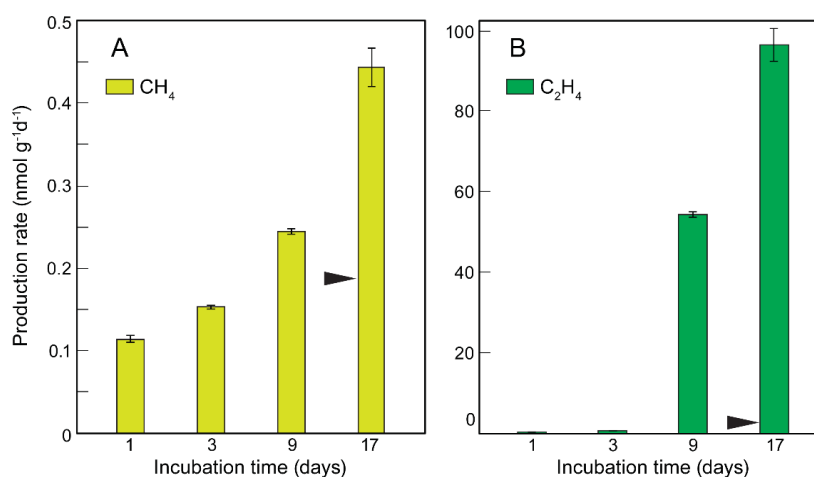 A
CH₄
Production rate (nmol g⁻¹d⁻¹)
0.5
0.4
0.3
0.2
0.1
0
1 3 9 17
Incubation time (days)
B
C₂H₄
100
80
60
40
20
0
1 3 9 17
Incubation time (days)